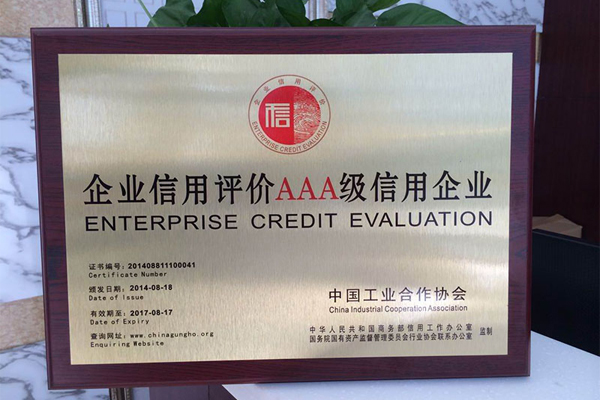 企业信用评价
信
ENTERPRISE CREDIT EVALUATION
企业信用评价AAA级信用企业
ENTERPRISE CREDIT EVALUATION
证书编号：201408811100041
Certificate Number
颁发日期：2014-08-18
Date of Issue
有效期至：2017-08-17
Date of Expiry
查询网址：www.chinagungho.org
Enquiring Website
中国工业合作协会
China Industrial Cooperation Association
中华人民共和国商务部信用工作办公室
国务院国有资产监督管理委员会行业协会联系办公室 监制